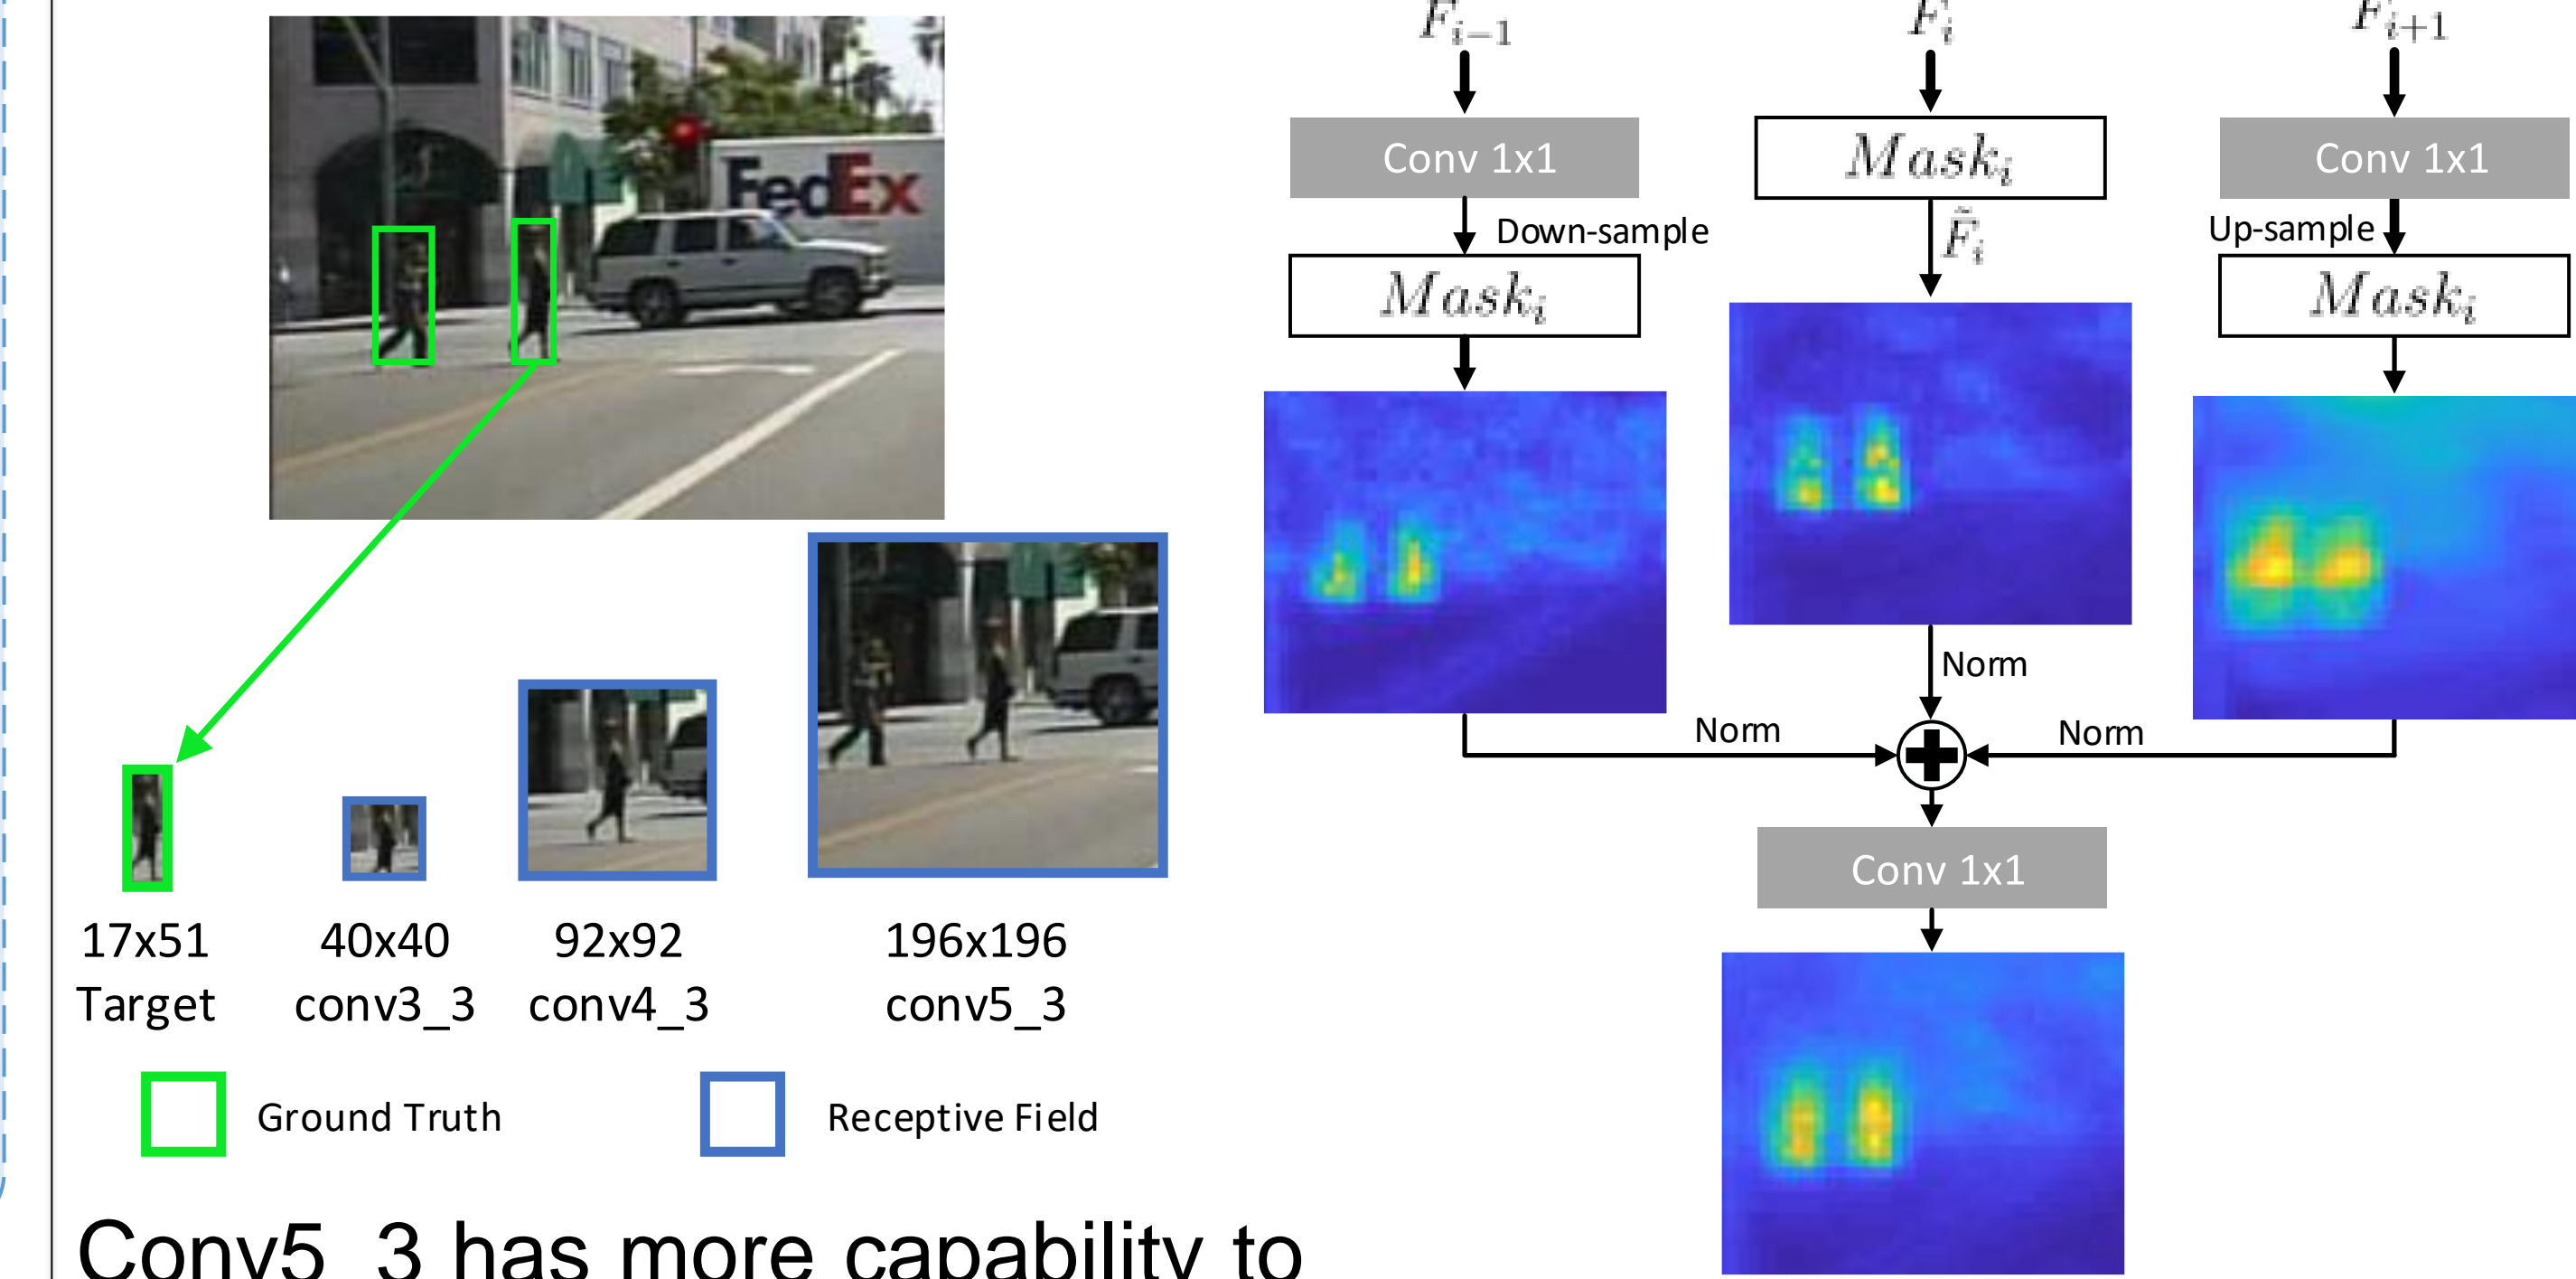 FedEx
17x51
Target
40x40
conv3_3
92x92
conv4_3
196x196
conv5_3
Ground Truth
Receptive Field
Conv5_3 has more capability to
F_{i-1}
F_i
F_{i+1}
Conv 1x1
Mask_i
Conv 1x1
Down-sample
F̃_i
Up-sample
Mask_i
Mask_i
Norm
Norm
Norm
Conv 1x1